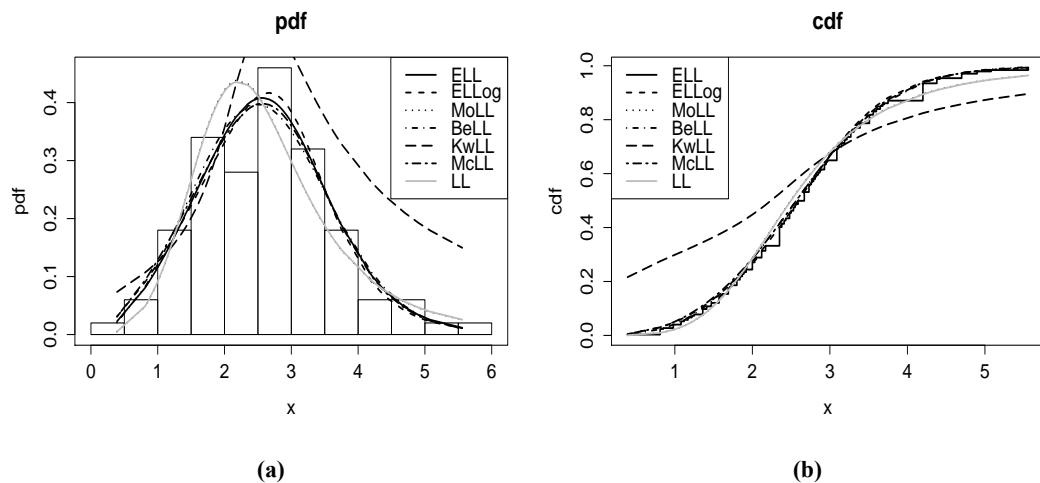 pdf
pdf
0.0 0.1 0.2 0.3 0.4
0 1 2 3 4 5 6
x
ELL
ELLog
MoLL
BeLL
KwLL
McLL
LL
(a)
cdf
cdf
0.0 0.2 0.4 0.6 0.8 1.0
1 2 3 4 5
x
ELL
ELLog
MoLL
BeLL
KwLL
McLL
LL
(b)